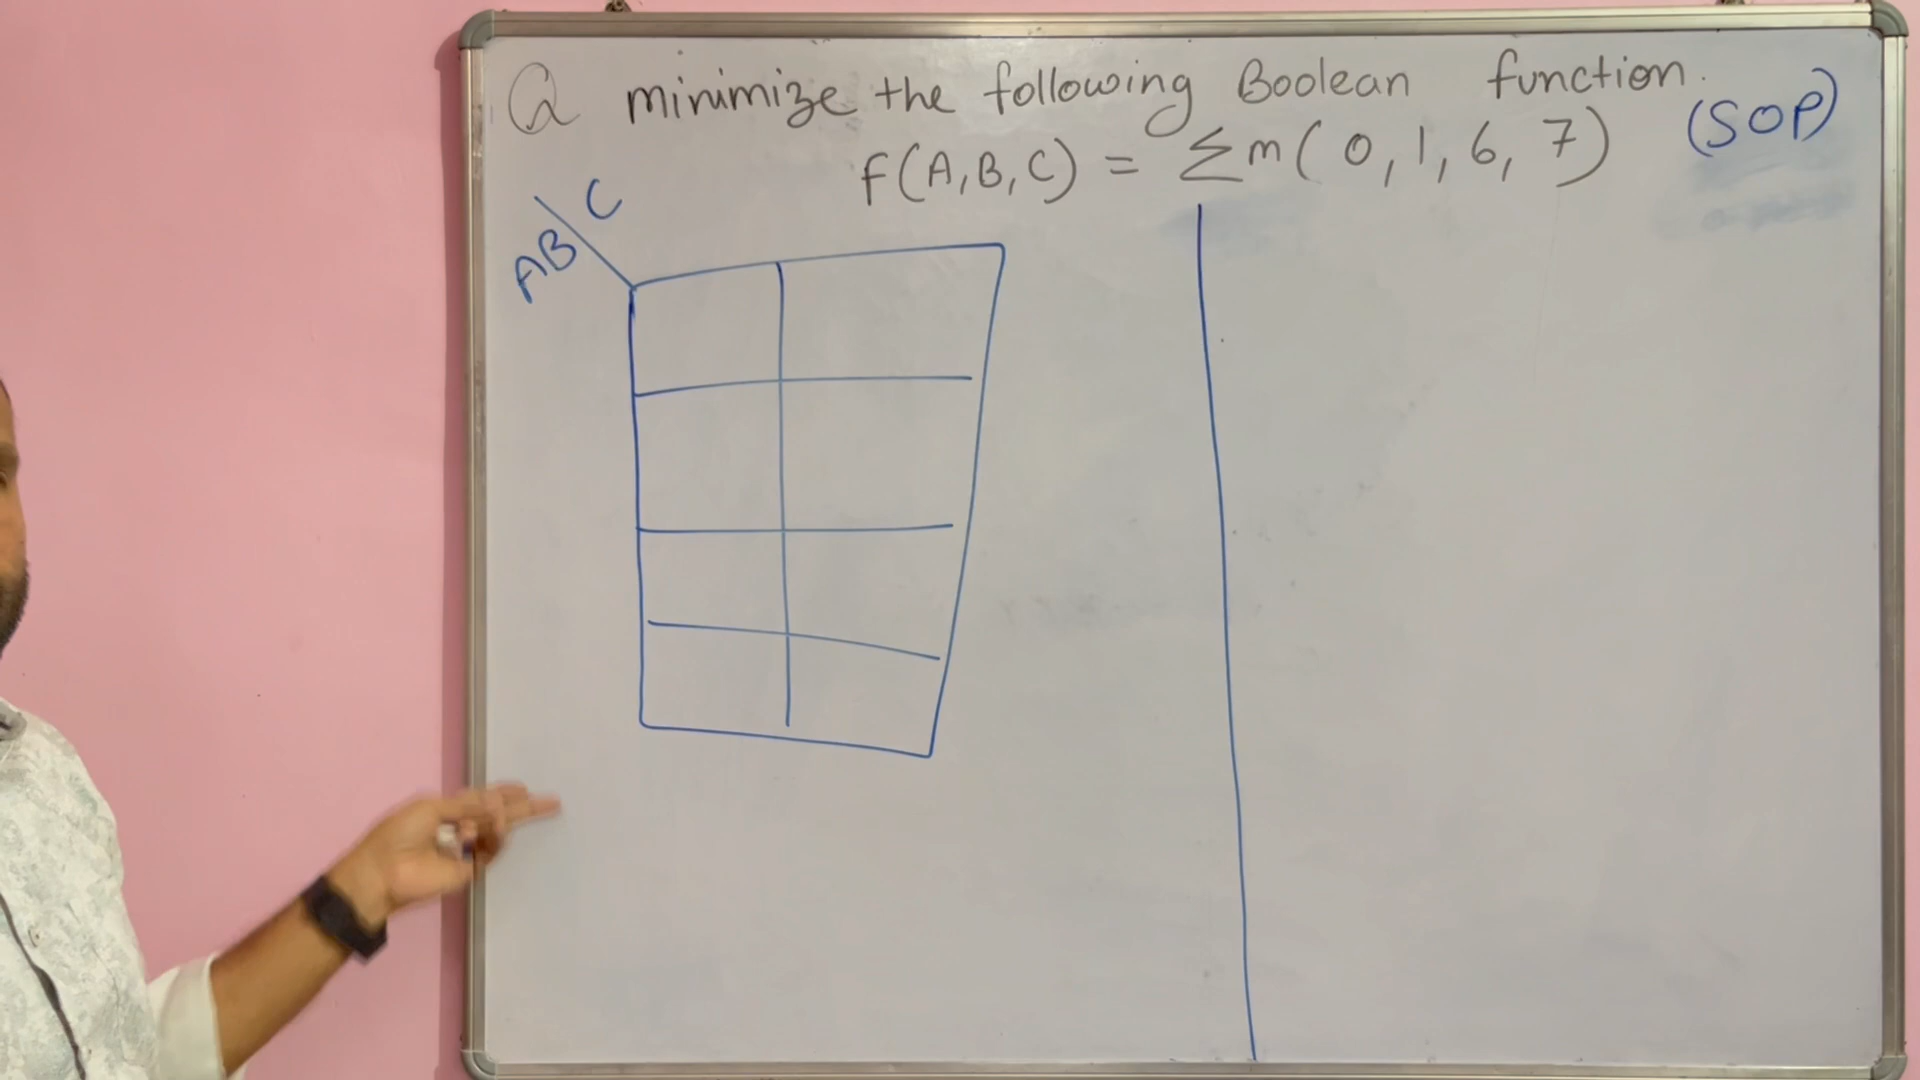 Q minimize the following Boolean function.
f(A,B,C) = Σm(0,1,6,7) (SOP)
C
AB